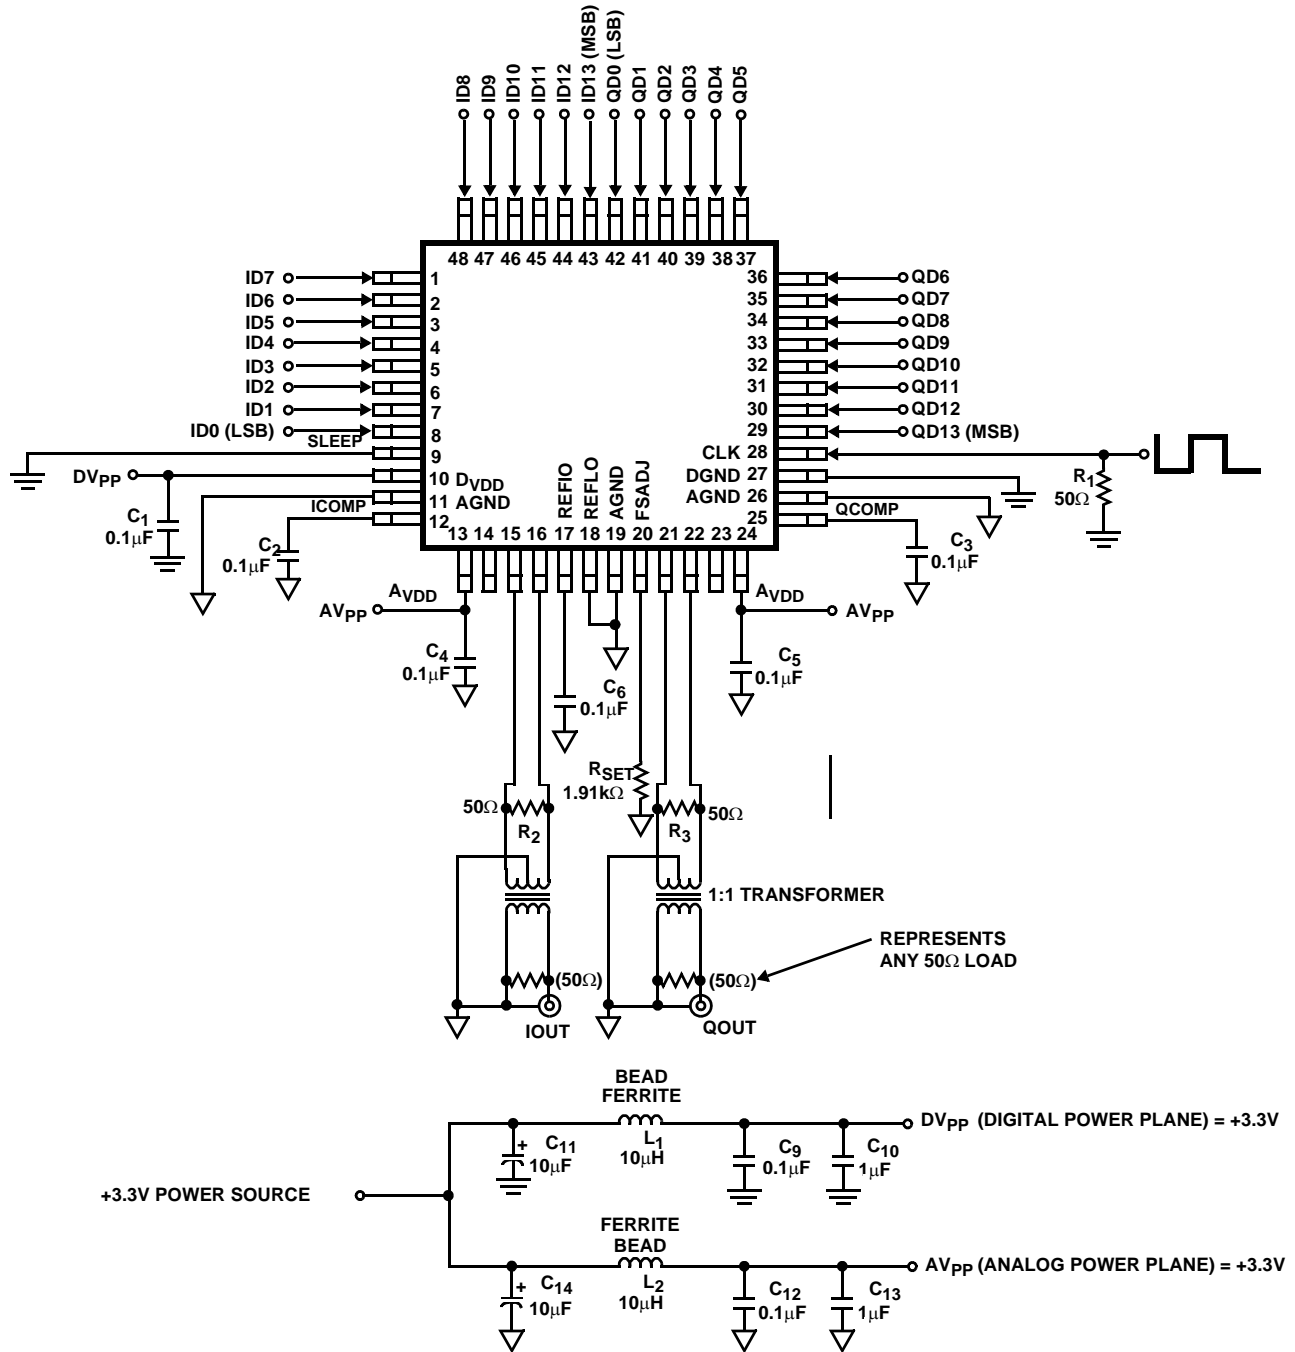 ID8
ID9
ID10
ID11
ID12
ID13 (MSB)
QD0 (LSB)
QD1
QD2
QD3
QD4
QD5
48 47 46 45 44 43 42 41 40 39 38 37
ID7 1
ID6 2
ID5 3
ID4 4
ID3 5
ID2 6
ID1 7
ID0 (LSB) 8
SLEEP 9
DVPP 10 DVDD
11 AGND
ICOMP 12
36 QD6
35 QD7
34 QD8
33 QD9
32 QD10
31 QD11
30 QD12
29 QD13 (MSB)
CLK 28
DGND 27
AGND 26
25 QCOMP
R1
50Ω
C1
0.1µF
C2
0.1µF
C3
0.1µF
REFIO
REFLO
AGND
FSADJ
13 14 15 16 17 18 19 20 21 22 23 24
AVDD
AVPP
AVDD
AVPP
C4
0.1µF
C6
0.1µF
C5
0.1µF
RSET
1.91kΩ
50Ω
R2
R3
50Ω
1:1 TRANSFORMER
REPRESENTS
ANY 50Ω LOAD
(50Ω)
(50Ω)
IOUT
QOUT
BEAD
FERRITE
L1
10µH
C11
+
10µF
C9
0.1µF
C10
1µF
DVPP (DIGITAL POWER PLANE) = +3.3V
+3.3V POWER SOURCE
FERRITE
BEAD
L2
10µH
C14
+
10µF
C12
0.1µF
C13
1µF
AVPP (ANALOG POWER PLANE) = +3.3V